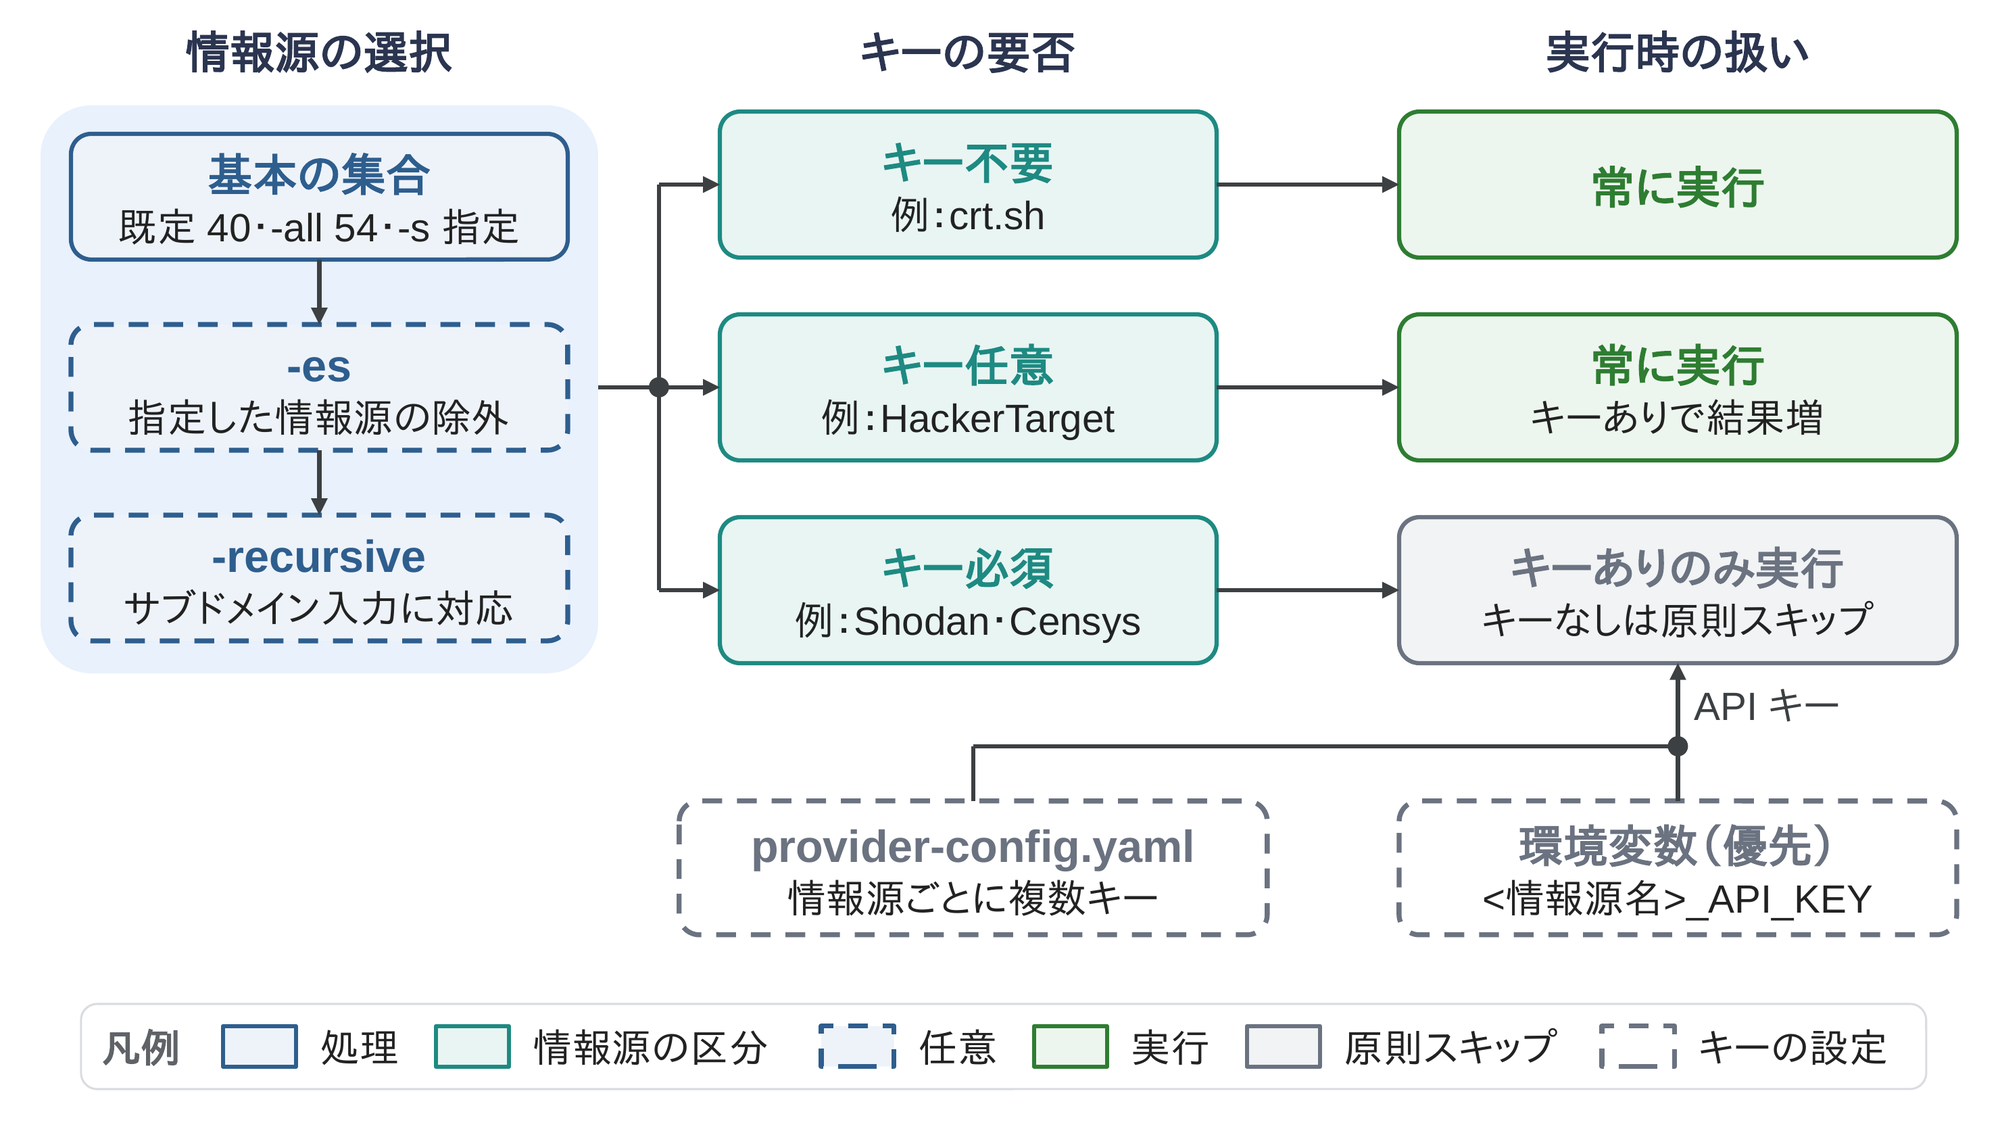 情報源の選択
キーの要否
実行時の扱い
基本の集合
既定 40･-all 54･-s 指定
-es
指定した情報源の除外
-recursive
サブドメイン入力に対応
キー不要
例：crt.sh
キー任意
例：HackerTarget
キー必須
例：Shodan･Censys
常に実行
常に実行
キーありで結果増
キーありのみ実行
キーなしは原則スキップ
API キー
provider-config.yaml
情報源ごとに複数キー
環境変数（優先）
<情報源名>_API_KEY
凡例
処理
情報源の区分
任意
実行
原則スキップ
キーの設定